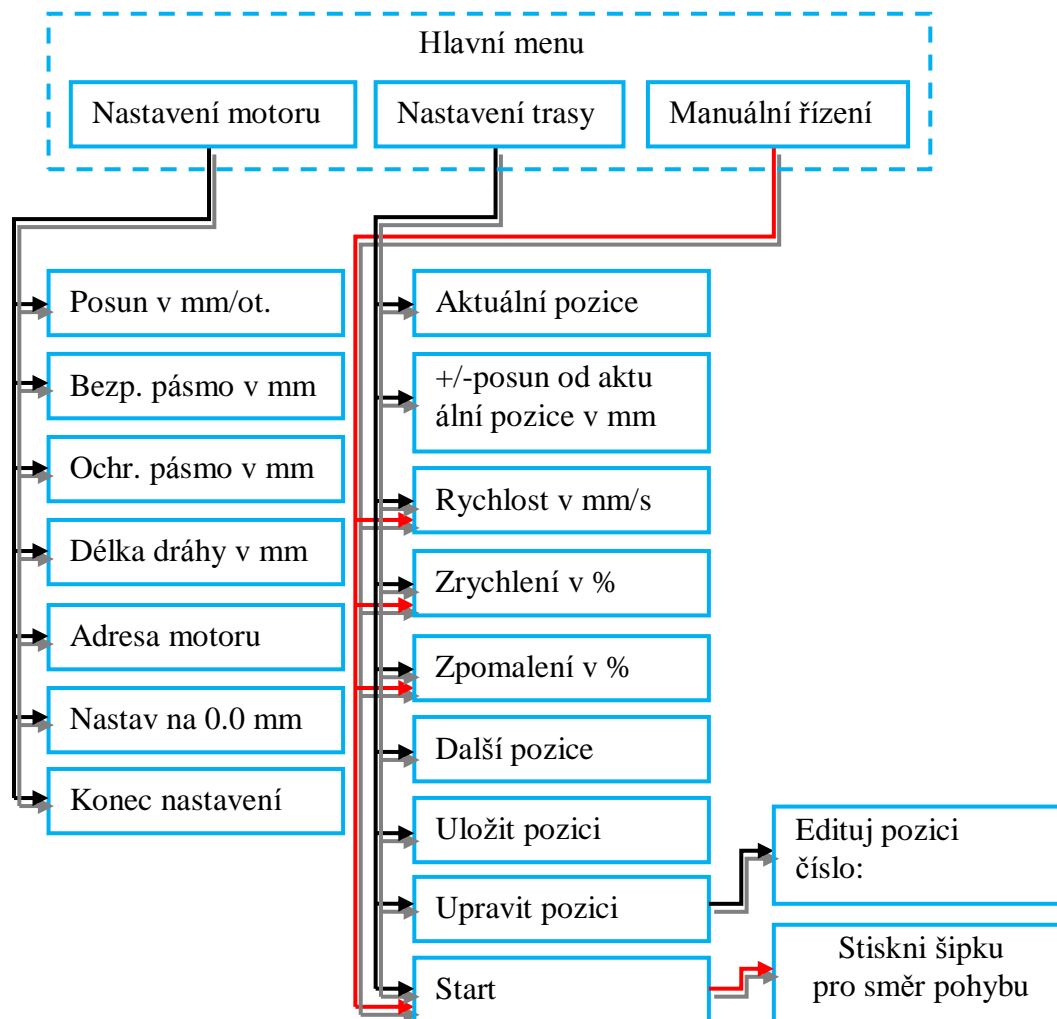 Hlavní menu
Nastavení motoru
Nastavení trasy
Manuální řízení
Posun v mm/ot.
Bezp. pásmo v mm
Ochr. pásmo v mm
Délka dráhy v mm
Adresa motoru
Nastav na 0.0 mm
Konec nastavení
Aktuální pozice
+/-posun od aktu
ální pozice v mm
Rychlost v mm/s
Zrychlení v %
Zpomalení v %
Další pozice
Uložit pozici
Upravit pozici
Start
Edituj pozici
číslo:
Stiskni šipku
pro směr pohybu